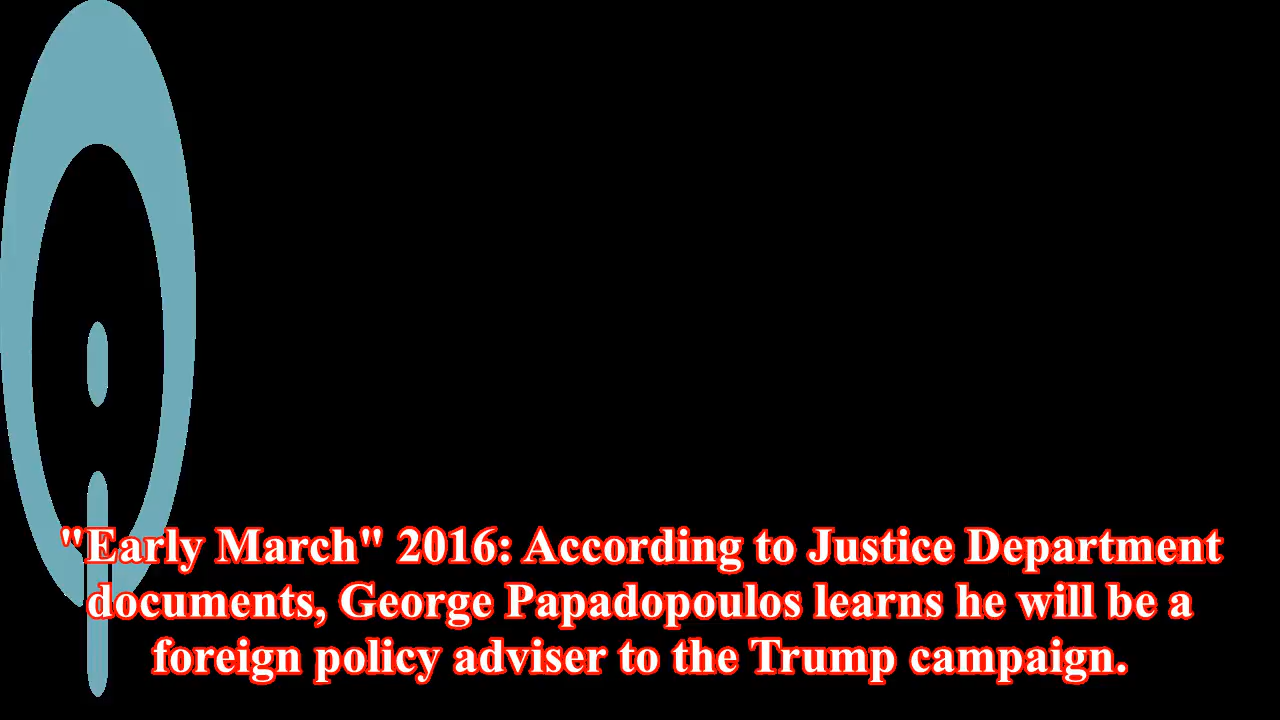 "Early March" 2016: According to Justice Department
documents, George Papadopoulos learns he will be a
foreign policy adviser to the Trump campaign.